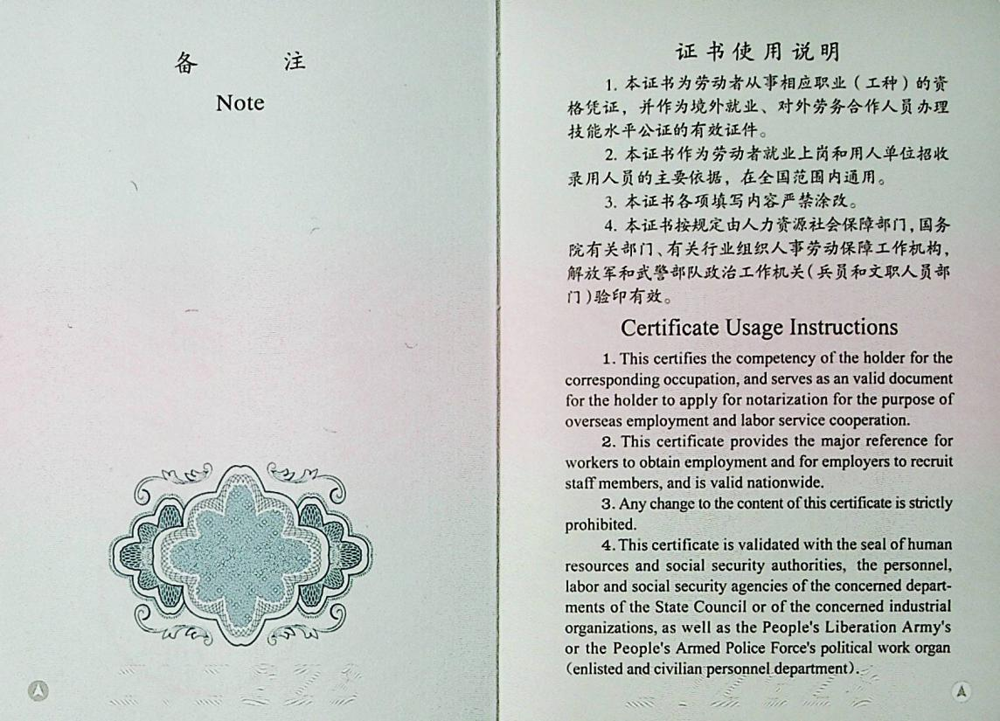 备 注
Note
证书使用说明
1. 本证书为劳动者从事相应职业（工种）的资
格凭证，并作为境外就业、对外劳务合作人员办理
技能水平公证的有效证件。
2. 本证书作为劳动者就业上岗和用人单位招收
录用人员的主要依据，在全国范围内通用。
3. 本证书各项填写内容严禁涂改。
4. 本证书按规定由人力资源社会保障部门，国务
院有关部门、有关行业组织人事劳动保障工作机构，
解放军和武警部队政治工作机关（兵员和文职人员部
门）验印有效。
Certificate Usage Instructions
1. This certifies the competency of the holder for the
corresponding occupation, and serves as an valid document
for the holder to apply for notarization for the purpose of
overseas employment and labor service cooperation.
2. This certificate provides the major reference for
workers to obtain employment and for employers to recruit
staff members, and is valid nationwide.
3. Any change to the content of this certificate is strictly
prohibited.
4. This certificate is validated with the seal of human
resources and social security authorities, the personnel,
labor and social security agencies of the concerned depart-
ments of the State Council or of the concerned industrial
organizations, as well as the People's Liberation Army's
or the People's Armed Police Force's political work organ
(enlisted and civilian personnel department).